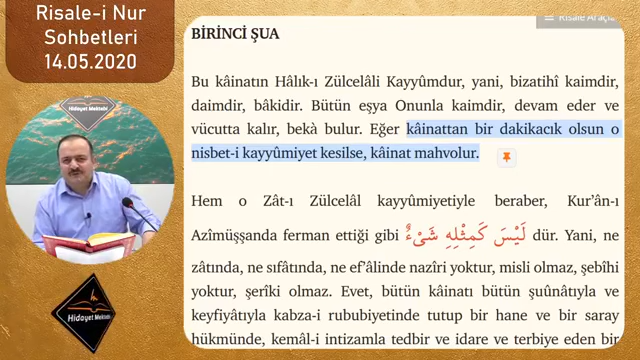 Risale-i Nur
Sohbetleri
14.05.2020
Hidayet Mektebi
Hidayet Mektebi
Risale Araçla
BİRİNCİ ŞUA
Bu kâinatın Hâlık-ı Zülcelâli Kayyûmdur, yani, bizatihî kaimdir,
daimdir, bâkidir. Bütün eşya Onunla kaimdir, devam eder ve
vücutta kalır, bekà bulur. Eğer kâinattan bir dakikacık olsun o
nisbet-i kayyûmiyet kesilse, kâinat mahvolur.
Hem o Zât-ı Zülcelâl kayyûmiyetiyle beraber, Kur'ân-ı
Azîmüşşanda ferman ettiği gibi لَيْسَ كَمِثْلِهِ شَىْءٌ dür. Yani, ne
zâtında, ne sıfâtında, ne ef'âlinde nazîri yoktur, misli olmaz, şebîhi
yoktur, şerîki olmaz. Evet, bütün kâinatı bütün şuûnâtıyla ve
keyfiyâtıyla kabza-i rububiyetinde tutup bir hane ve bir saray
hükmünde, kemâl-i intizamla tedbir ve idare ve terbiye eden bir